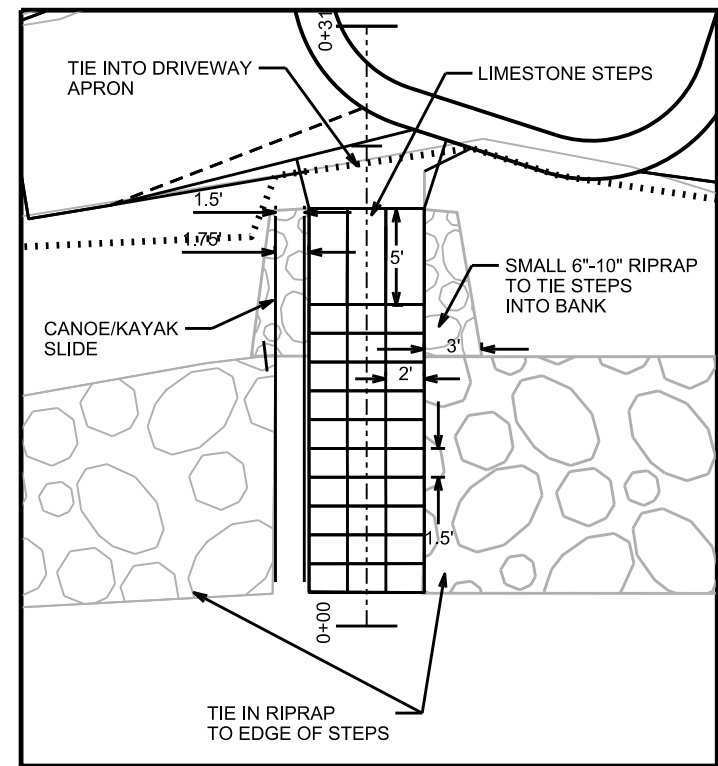 0+31
TIE INTO DRIVEWAY
APRON
LIMESTONE STEPS
1.5'
1.75'
5'
SMALL 6"-10" RIPRAP
TO TIE STEPS
INTO BANK
CANOE/KAYAK
SLIDE
3'
2'
1.5'
0+00
TIE IN RIPRAP
TO EDGE OF STEPS